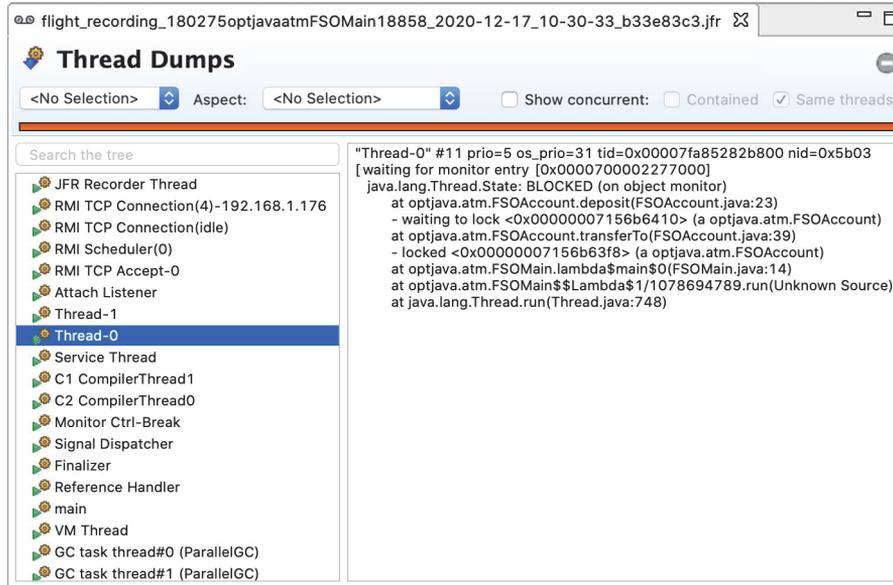 flight_recording_180275optjavaatmFSOMain18858_2020-12-17_10-30-33_b33e83c3.jfr
Thread Dumps
<No Selection> Aspect: <No Selection> Show concurrent: Contained Same threads
Search the tree
JFR Recorder Thread
RMI TCP Connection(4)-192.168.1.176
RMI TCP Connection(idle)
RMI Scheduler(0)
RMI TCP Accept-0
Attach Listener
Thread-1
Thread-0
Service Thread
C1 CompilerThread1
C2 CompilerThread0
Monitor Ctrl-Break
Signal Dispatcher
Finalizer
Reference Handler
main
VM Thread
GC task thread#0 (ParallelGC)
GC task thread#1 (ParallelGC)
"Thread-0" #11 prio=5 os_prio=31 tid=0x00007fa85282b800 nid=0x5b03
[waiting for monitor entry [0x0000700002277000]
java.lang.Thread.State: BLOCKED (on object monitor)
at optjava.atm.FSOAccount.deposit(FSOAccount.java:23)
- waiting to lock <0x00000007156b6410> (a optjava.atm.FSOAccount)
at optjava.atm.FSOAccount.transferTo(FSOAccount.java:39)
- locked <0x00000007156b63f8> (a optjava.atm.FSOAccount)
at optjava.atm.FSOMain.lambda$main$0(FSOMain.java:14)
at optjava.atm.FSOMain$$Lambda$1/1078694789.run(Unknown Source)
at java.lang.Thread.run(Thread.java:748)